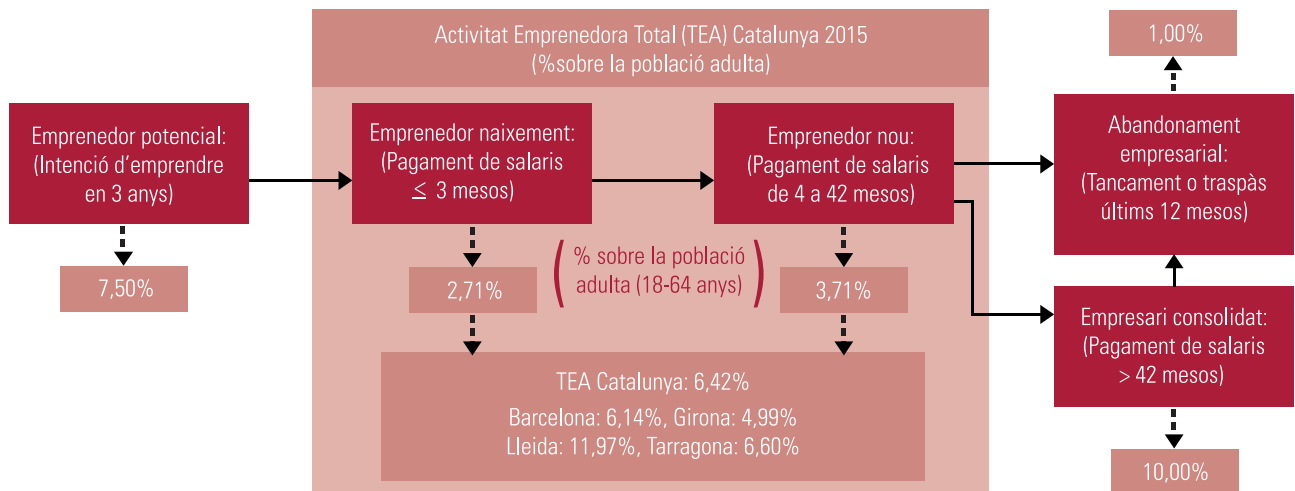 Activitat Emprenedora Total (TEA) Catalunya 2015
(%sobre la població adulta)
Emprenedor potencial:
(Intenció d'emprendre
en 3 anys)
7,50%
Emprenedor naixement:
(Pagament de salaris
≤ 3 mesos)
2,71%
(% sobre la població
adulta (18-64 anys))
Emprenedor nou:
(Pagament de salaris
de 4 a 42 mesos)
3,71%
TEA Catalunya: 6,42%
Barcelona: 6,14%, Girona: 4,99%
Lleida: 11,97%, Tarragona: 6,60%
1,00%
Abandonament
empresarial:
(Tancament o traspàs
últims 12 mesos)
Empresari consolidat:
(Pagament de salaris
> 42 mesos)
10,00%